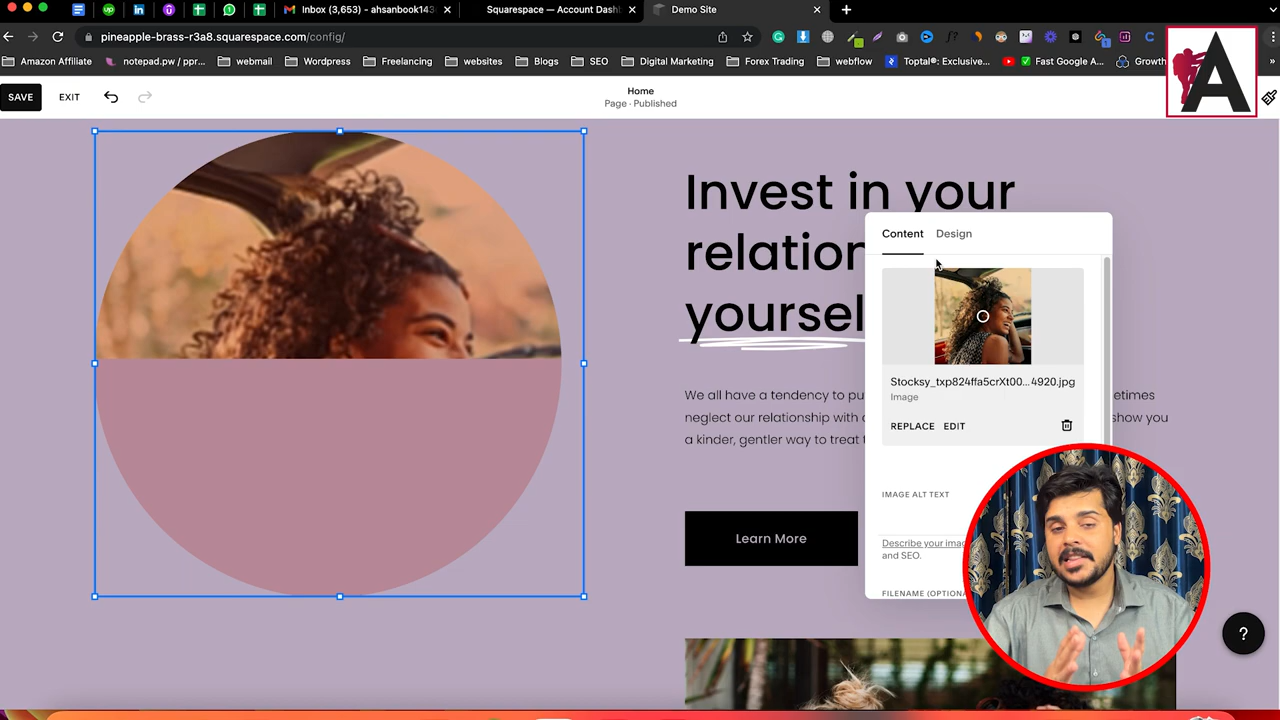 Inbox (3,653) - ahsanbook143
Squarespace — Account Dashb
Demo Site
pineapple-brass-r3a8.squarespace.com/config/
Amazon Affiliate
notepad.pw / ppr...
webmail
Wordpress
Freelancing
websites
Blogs
SEO
Digital Marketing
Forex Trading
webflow
Toptal®: Exclusive...
Fast Google A...
Growth
A
SAVE
EXIT
Home
Page · Published
Invest in your
relation
yoursel
Content
Design
Stocksy_txp824ffa5crXt00...4920.jpg
Image
REPLACE EDIT
We all have a tendency to pu
etimes
neglect our relationship with
show you
a kinder, gentler way to treat
IMAGE ALT TEXT
Learn More
Describe your imag
and SEO.
FILENAME (OPTIONA
?